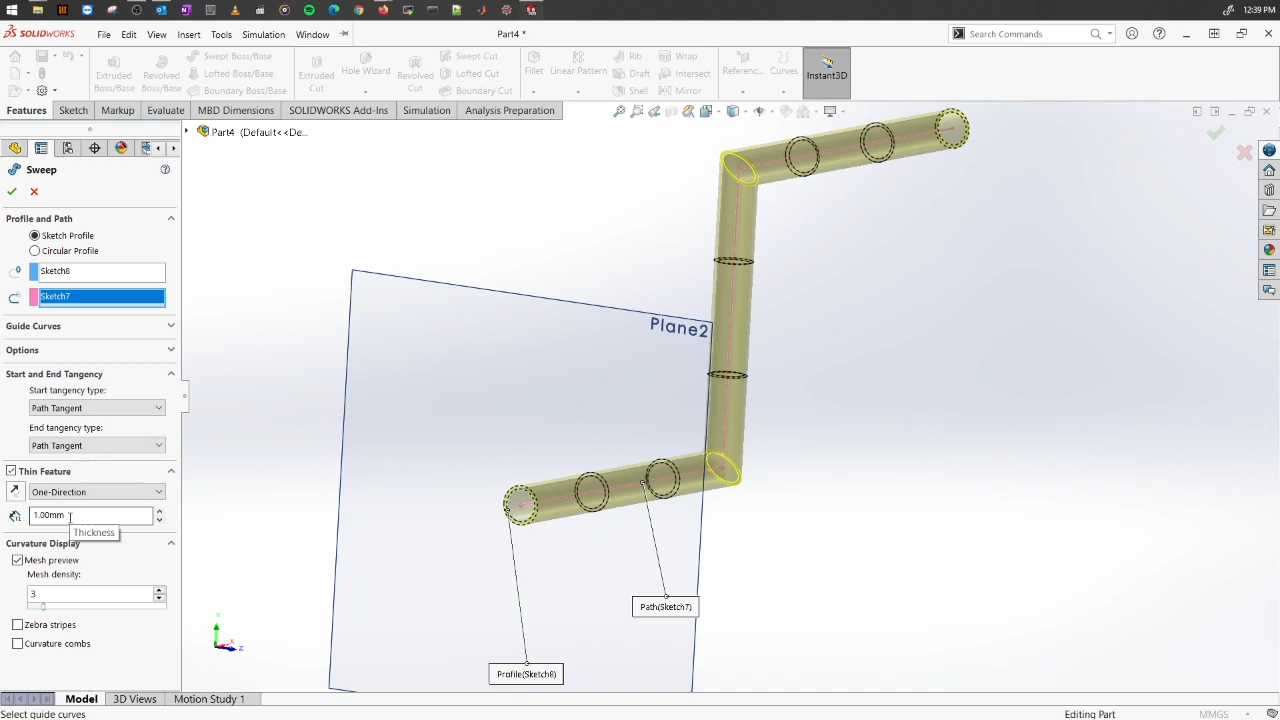 12:39 PM
SOLIDWORKS File Edit View Insert Tools Simulation Window Part4 * Search Commands
Extruded Boss/Base Revolved Boss/Base Swept Boss/Base Lofted Boss/Base Boundary Boss/Base Extruded Cut Hole Wizard Revolved Cut Swept Cut Lofted Cut Boundary Cut Fillet Linear Pattern Rib Draft Shell Wrap Intersect Mirror Referenc... Curves Instant3D
Features Sketch Markup Evaluate MBD Dimensions SOLIDWORKS Add-Ins Simulation Analysis Preparation
Part4 (Default<<De...
Sweep
Profile and Path
Sketch Profile
Circular Profile
Sketch8
Sketch7
Guide Curves
Options
Start and End Tangency
Start tangency type:
Path Tangent
End tangency type:
Path Tangent
Thin Feature
One-Direction
1.00mm
Thickness
Curvature Display
Mesh preview
Mesh density:
3
Zebra stripes
Curvature combs
Plane2
Path(Sketch7)
Profile(Sketch8)
Y
X
Z
Model 3D Views Motion Study 1
Select guide curves Editing Part MMGS